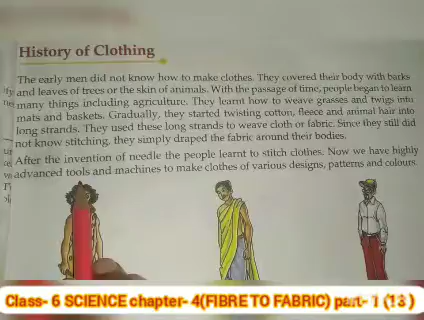 History of Clothing
The early men did not know how to make clothes. They covered their body with barks
and leaves of trees or the skin of animals. With the passage of time, people began to learn
many things including agriculture. They learnt how to weave grasses and twigs into
mats and baskets. Gradually, they started twisting cotton, fleece and animal hair into
long strands. They used these long strands to weave cloth or fabric. Since they still did
not know stitching, they simply draped the fabric around their bodies.
After the invention of needle the people learnt to stitch clothes. Now we have highly
advanced tools and machines to make clothes of various designs, patterns and colours.
Class- 6 SCIENCE chapter- 4(FIBRE TO FABRIC) part- 1 (13)